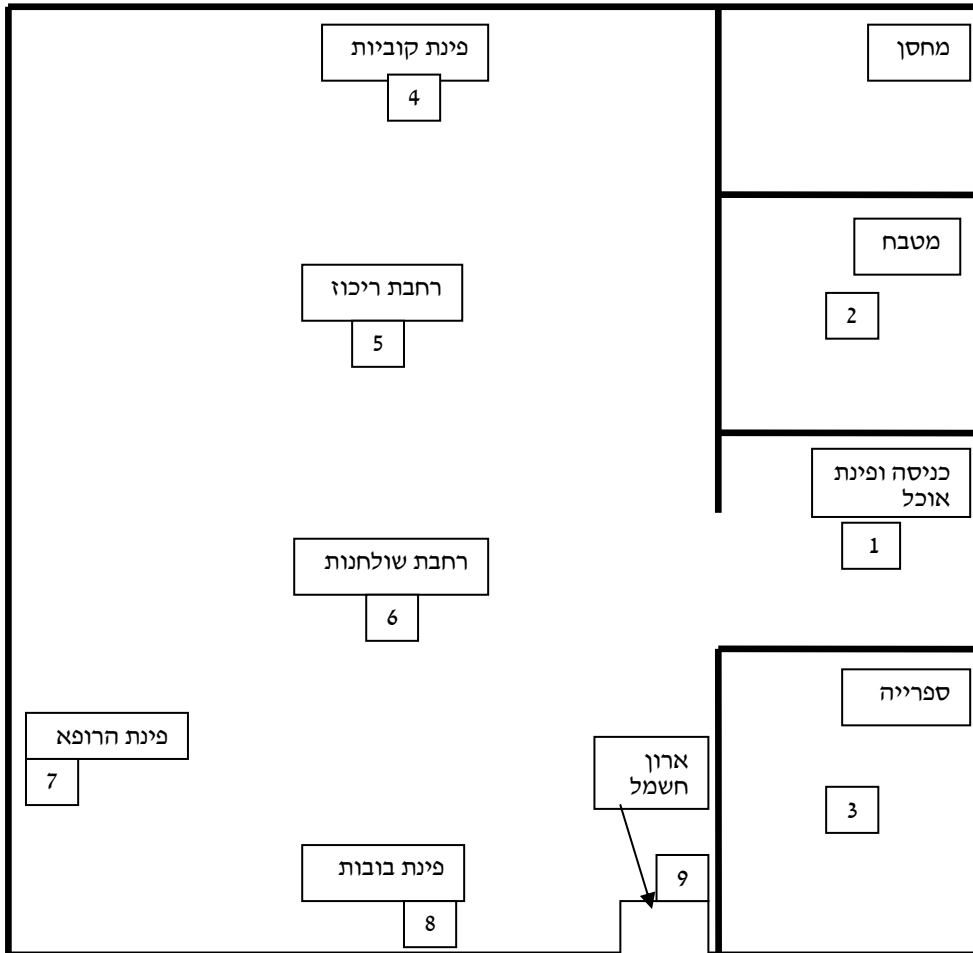 מחסן
פינת קוביות
4
מטבח
2
רחבת ריכוז
5
כניסה ופינת
אוכל
1
רחבת שולחנות
6
ספרייה
3
פינת הרופא
7
ארון
חשמל
9
פינת בובות
8